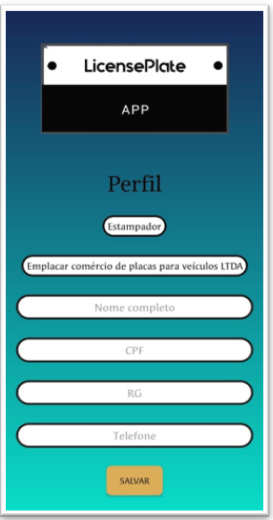 LicensePlate
APP
Perfil
Estampador
Emplacar comércio de placas para veículos LTDA
Nome completo
CPF
RG
Telefone
SALVAR